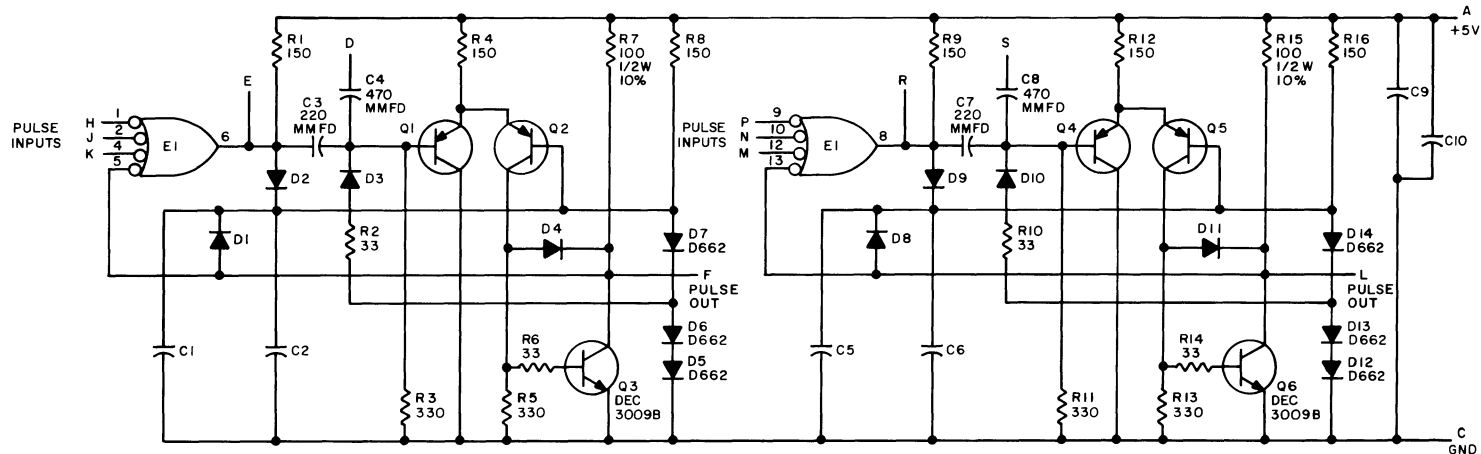 A
+5V
R1
150
D
R4
150
R7
100
1/2W
10%
R8
150
R9
150
S
R12
150
R15
100
1/2W
10%
R16
150
E
C4
470
MMFD
R
C8
470
MMFD
C9
C10
PULSE
INPUTS
H 1
J 2
K 4
5
E1
6
C3
220
MMFD
Q1
Q2
PULSE
INPUTS
P 9
N 10
M 12
13
E1
8
C7
220
MMFD
Q4
Q5
D2
D3
D9
D10
D1
R2
33
D4
D7
D662
D8
R10
33
D11
D14
D662
F
PULSE
OUT
L
PULSE
OUT
C1
C2
R6
33
D6
D662
D5
D662
C5
C6
R14
33
D13
D662
D12
D662
R3
330
R5
330
Q3
DEC
3009B
R11
330
R13
330
Q6
DEC
3009B
C
GND